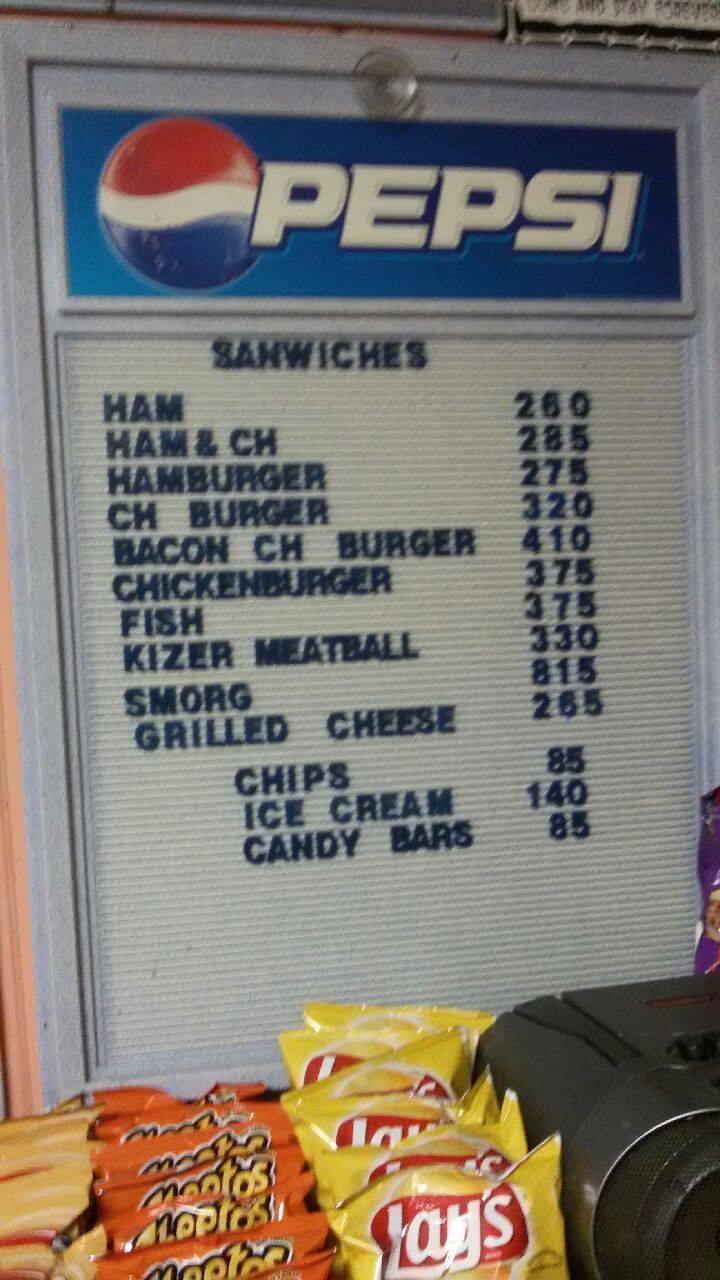 PEPSI
SANWICHES
HAM 260
HAM & CH 285
HAMBURGER 275
CH BURGER 320
BACON CH BURGER 410
CHICKENBURGER 375
FISH 375
KIZER MEATBALL 330
SMORG 815
GRILLED CHEESE 265
CHIPS 85
ICE CREAM 140
CANDY BARS 85
Lay's
Cheetos
Cheetos
Lay's